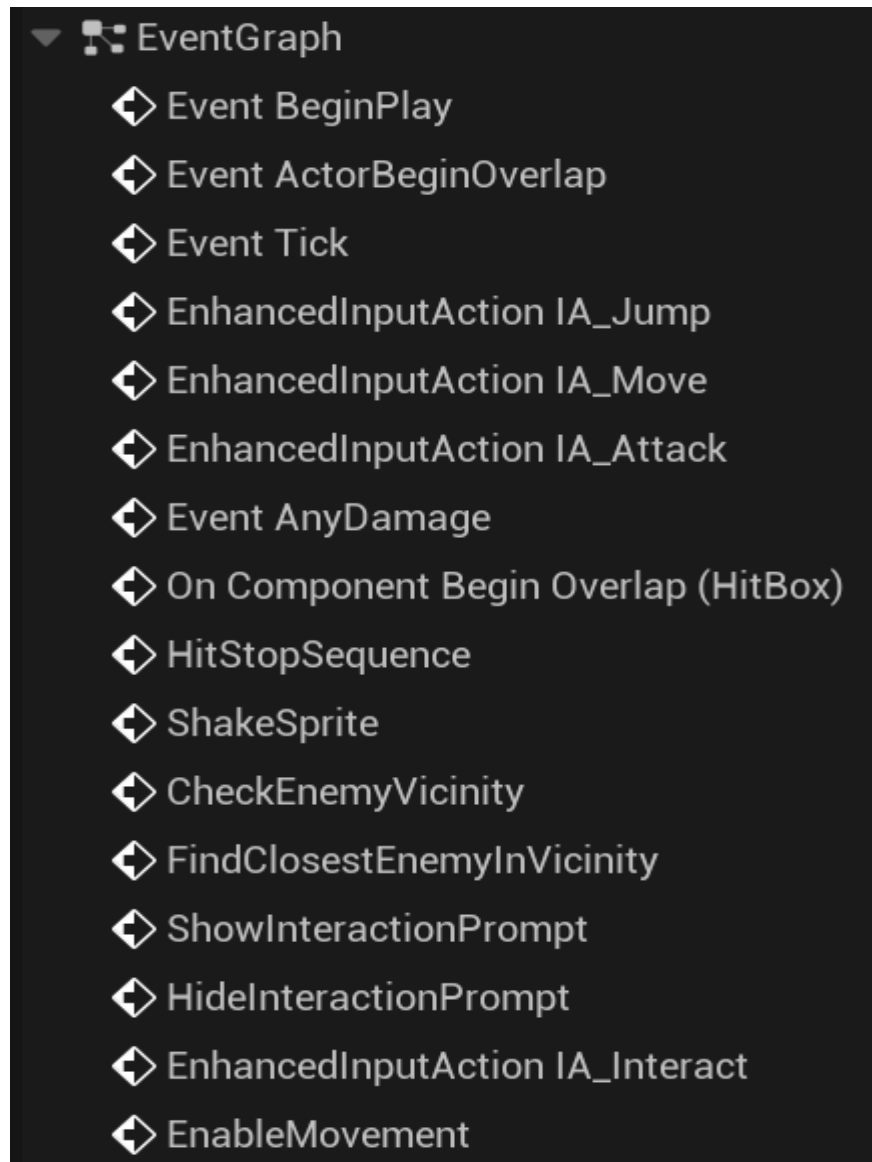 EventGraph
Event BeginPlay
Event ActorBeginOverlap
Event Tick
EnhancedInputAction IA_Jump
EnhancedInputAction IA_Move
EnhancedInputAction IA_Attack
Event AnyDamage
On Component Begin Overlap (HitBox)
HitStopSequence
ShakeSprite
CheckEnemyVicinity
FindClosestEnemyInVicinity
ShowInteractionPrompt
HideInteractionPrompt
EnhancedInputAction IA_Interact
EnableMovement